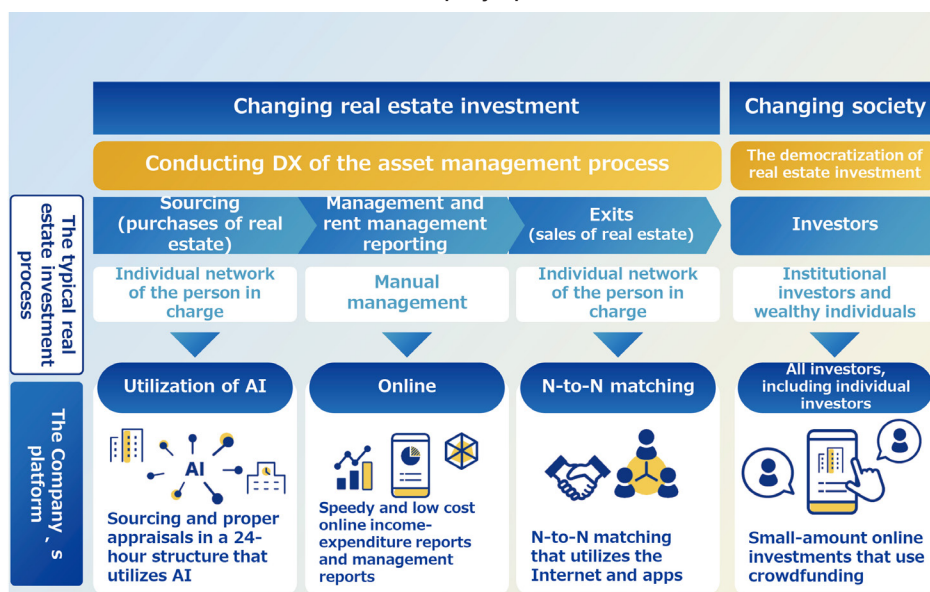 Changing real estate investment
Changing society
Conducting DX of the asset management process
The democratization of
real estate investment
The typical real
estate investment
process
Sourcing
(purchases of real
estate)
Management and
rent management
reporting
Exits
(sales of real estate)
Investors
Individual network
of the person in
charge
Manual
management
Individual network
of the person in
charge
Institutional
investors and
wealthy individuals
The Company、s
platform
Utilization of AI
Online
N-to-N matching
All investors,
including individual
investors
AI
Sourcing and proper
appraisals in a 24-
hour structure that
utilizes AI
Speedy and low cost
online income-
expenditure reports
and management
reports
N-to-N matching
that utilizes the
Internet and apps
Small-amount online
investments that use
crowdfunding